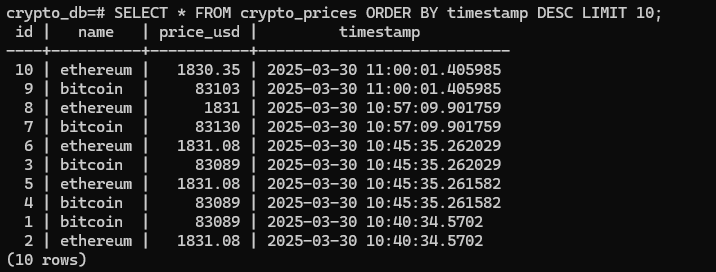 crypto_db=# SELECT * FROM crypto_prices ORDER BY timestamp DESC LIMIT 10;
 id |   name   | price_usd |         timestamp
----+----------+-----------+----------------------------
 10 | ethereum |   1830.35 | 2025-03-30 11:00:01.405985
  9 | bitcoin  |     83103 | 2025-03-30 11:00:01.405985
  8 | ethereum |      1831 | 2025-03-30 10:57:09.901759
  7 | bitcoin  |     83130 | 2025-03-30 10:57:09.901759
  6 | ethereum |   1831.08 | 2025-03-30 10:45:35.262029
  3 | bitcoin  |     83089 | 2025-03-30 10:45:35.262029
  5 | ethereum |   1831.08 | 2025-03-30 10:45:35.261582
  4 | bitcoin  |     83089 | 2025-03-30 10:45:35.261582
  1 | bitcoin  |     83089 | 2025-03-30 10:40:34.5702
  2 | ethereum |   1831.08 | 2025-03-30 10:40:34.5702
(10 rows)